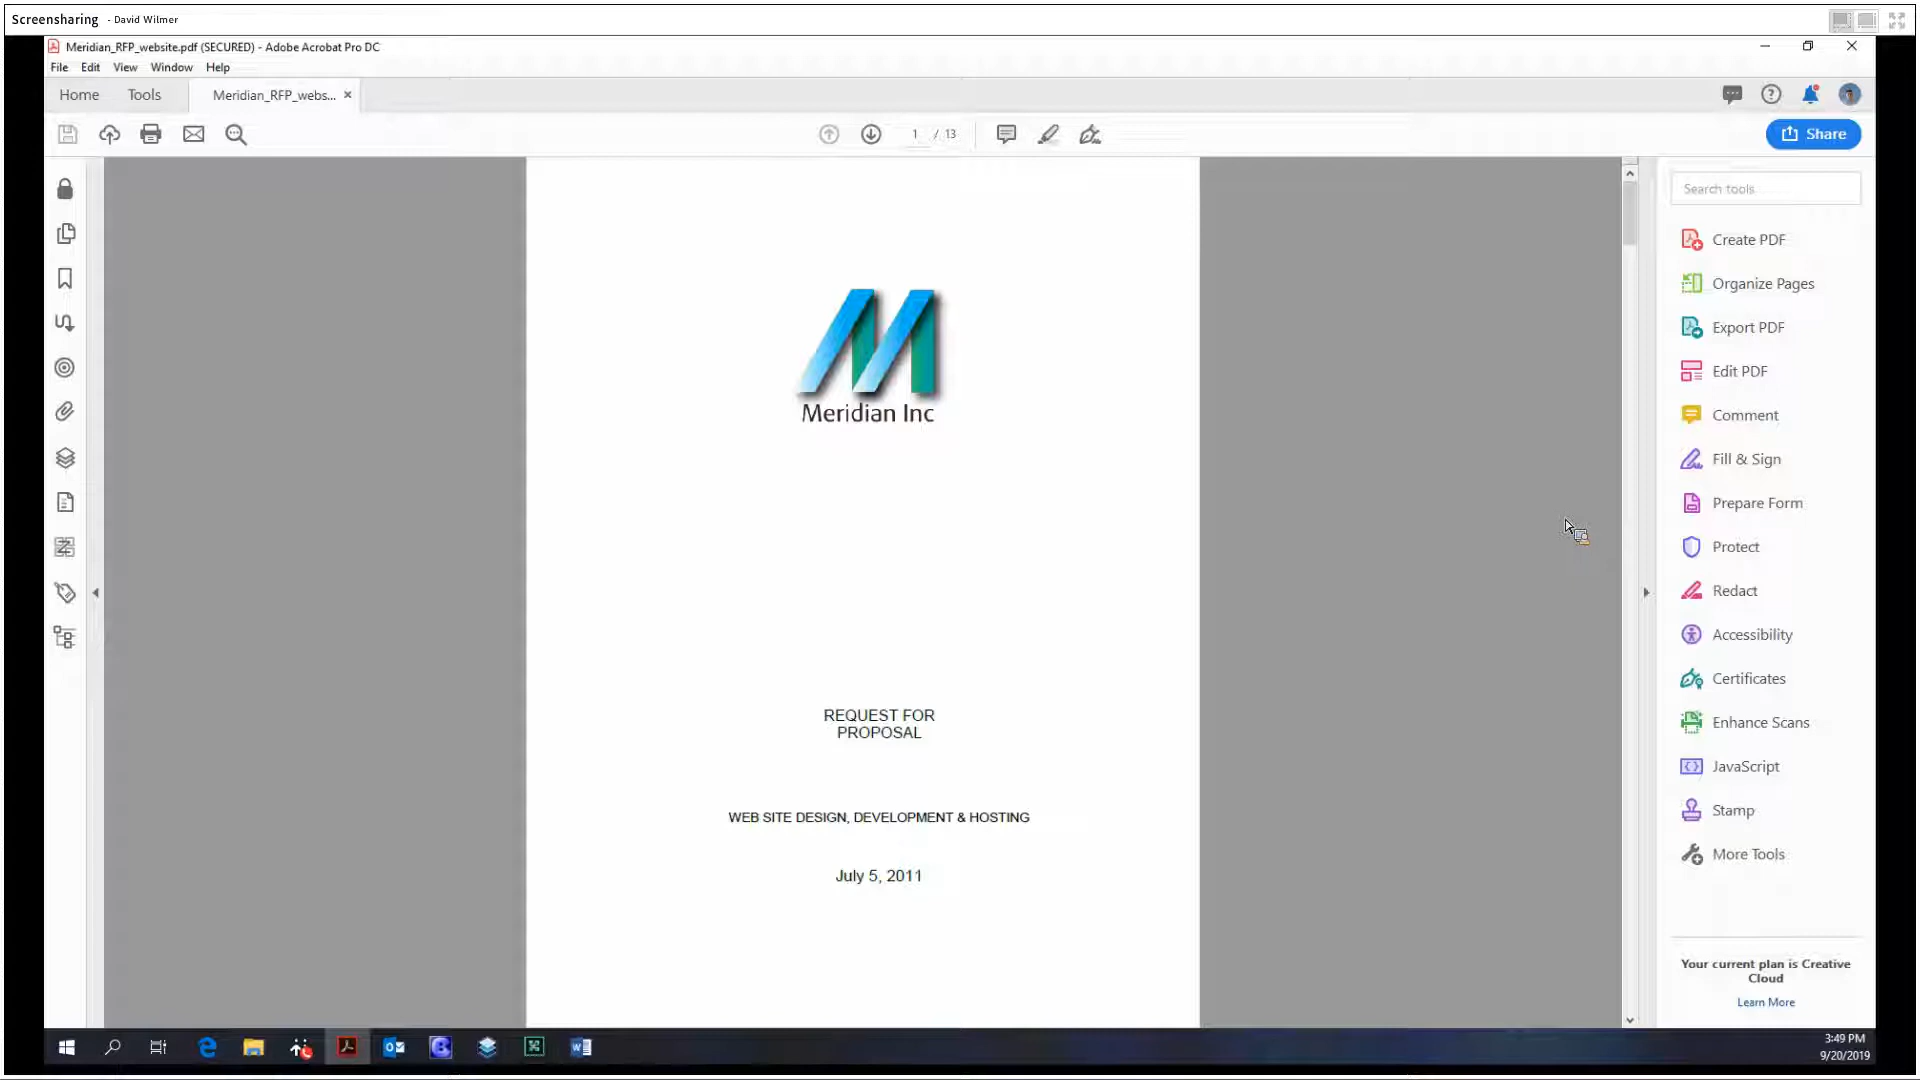 Screensharing - David Wilmer
Meridian_RFP_website.pdf (SECURED) - Adobe Acrobat Pro DC
File Edit View Window Help
Home Tools Meridian_RFP_webs... ×
1 / 13
Share
Search tools
Create PDF
Organize Pages
Export PDF
Edit PDF
Comment
Fill & Sign
Prepare Form
Protect
Redact
Accessibility
Certificates
Enhance Scans
JavaScript
Stamp
More Tools
Your current plan is Creative
Cloud
Learn More
Meridian Inc
REQUEST FOR
PROPOSAL
WEB SITE DESIGN, DEVELOPMENT & HOSTING
July 5, 2011
3:49 PM
9/20/2019